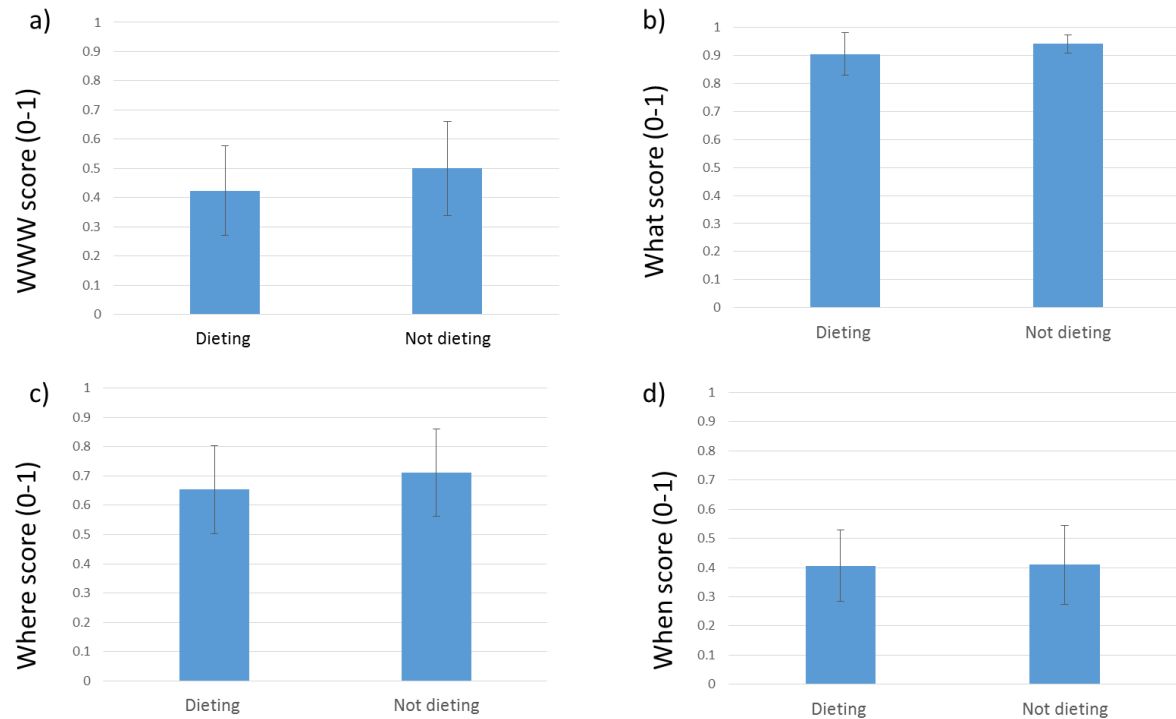 a)
WWW score (0-1)
1
0.9
0.8
0.7
0.6
0.5
0.4
0.3
0.2
0.1
0
Dieting
Not dieting
b)
What score (0-1)
1
0.9
0.8
0.7
0.6
0.5
0.4
0.3
0.2
0.1
0
Dieting
Not dieting
c)
Where score (0-1)
1
0.9
0.8
0.7
0.6
0.5
0.4
0.3
0.2
0.1
0
Dieting
Not dieting
d)
When score (0-1)
1
0.9
0.8
0.7
0.6
0.5
0.4
0.3
0.2
0.1
0
Dieting
Not dieting